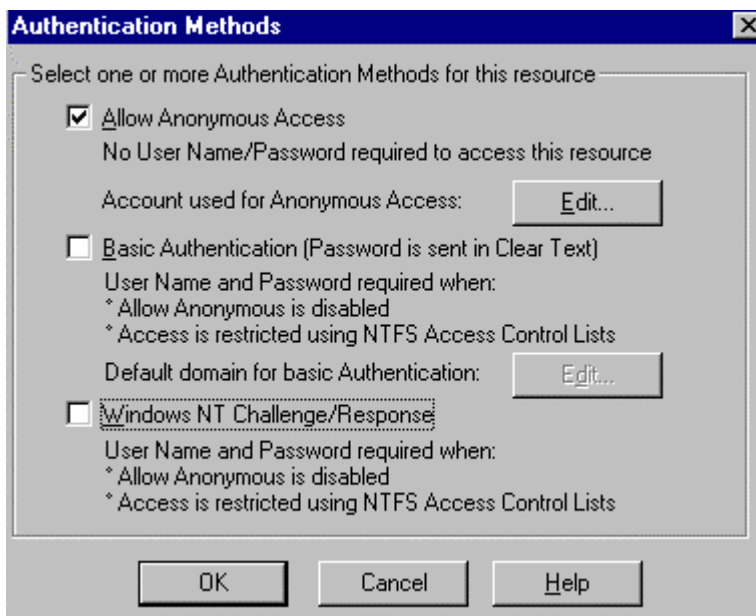 Authentication Methods
Select one or more Authentication Methods for this resource
Allow Anonymous Access
No User Name/Password required to access this resource
Account used for Anonymous Access: Edit...
Basic Authentication (Password is sent in Clear Text)
User Name and Password required when:
* Allow Anonymous is disabled
* Access is restricted using NTFS Access Control Lists
Default domain for basic Authentication: Edit...
Windows NT Challenge/Response
User Name and Password required when:
* Allow Anonymous is disabled
* Access is restricted using NTFS Access Control Lists
OK Cancel Help